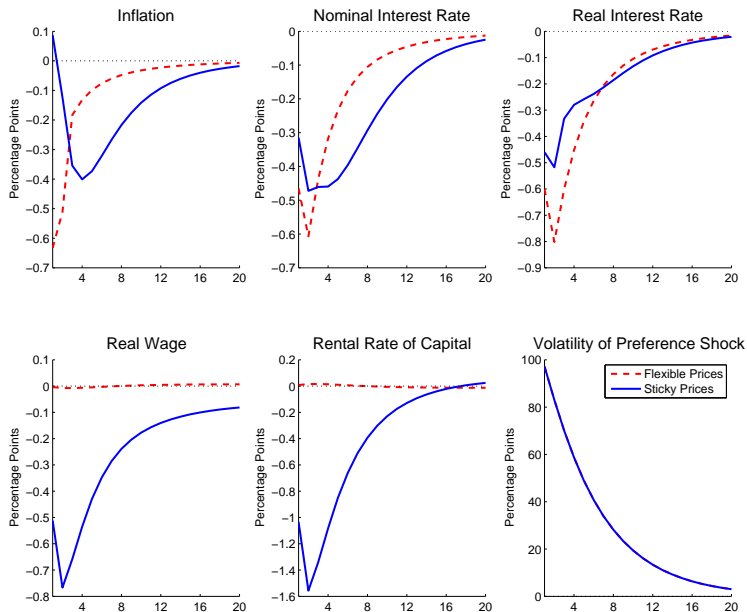 Inflation
Nominal Interest Rate
Real Interest Rate
Percentage Points
0.1
0
−0.1
−0.2
−0.3
−0.4
−0.5
−0.6
−0.7
4 8 12 16 20
Percentage Points
0
−0.1
−0.2
−0.3
−0.4
−0.5
−0.6
−0.7
4 8 12 16 20
Percentage Points
0
−0.1
−0.2
−0.3
−0.4
−0.5
−0.6
−0.7
−0.8
−0.9
4 8 12 16 20
Real Wage
Rental Rate of Capital
Volatility of Preference Shock
Percentage Points
0.1
0
−0.1
−0.2
−0.3
−0.4
−0.5
−0.6
−0.7
−0.8
4 8 12 16 20
Percentage Points
0.2
0
−0.2
−0.4
−0.6
−0.8
−1
−1.2
−1.4
−1.6
4 8 12 16 20
Percentage Points
100
80
60
40
20
0
4 8 12 16 20
Flexible Prices
Sticky Prices